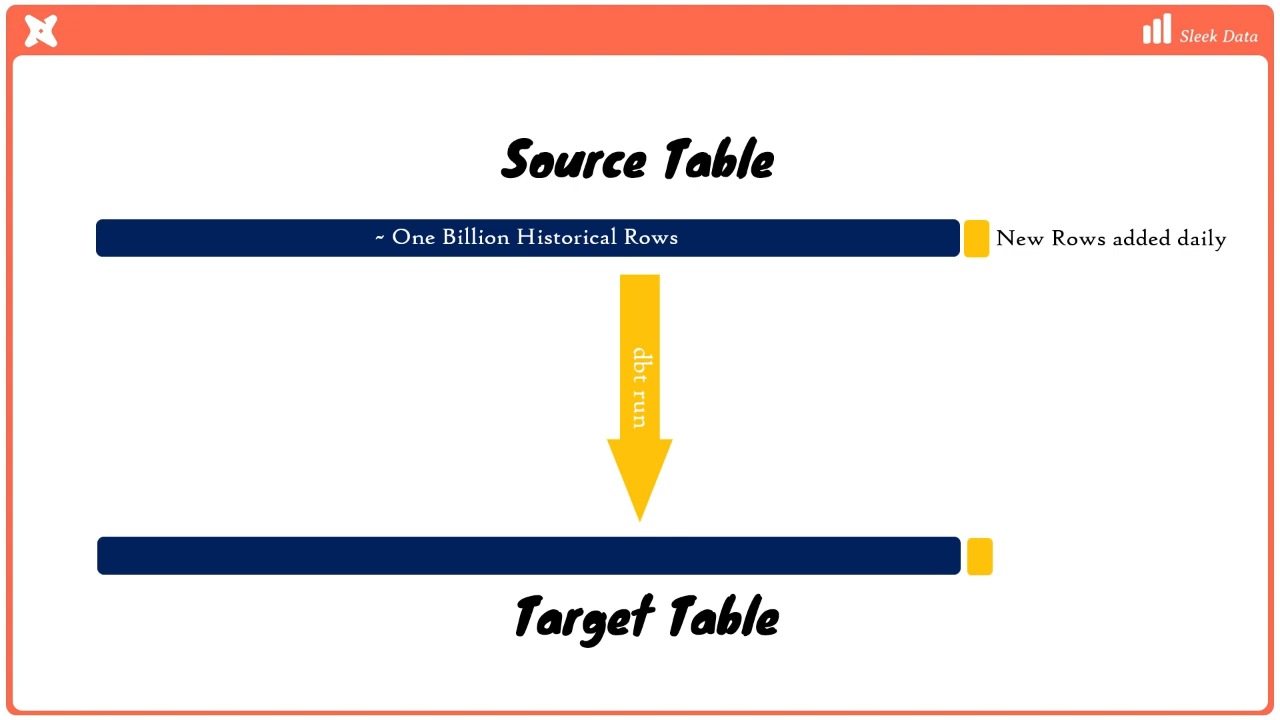 Sleek Data
Source Table
~ One Billion Historical Rows
New Rows added daily
dbt run
Target Table